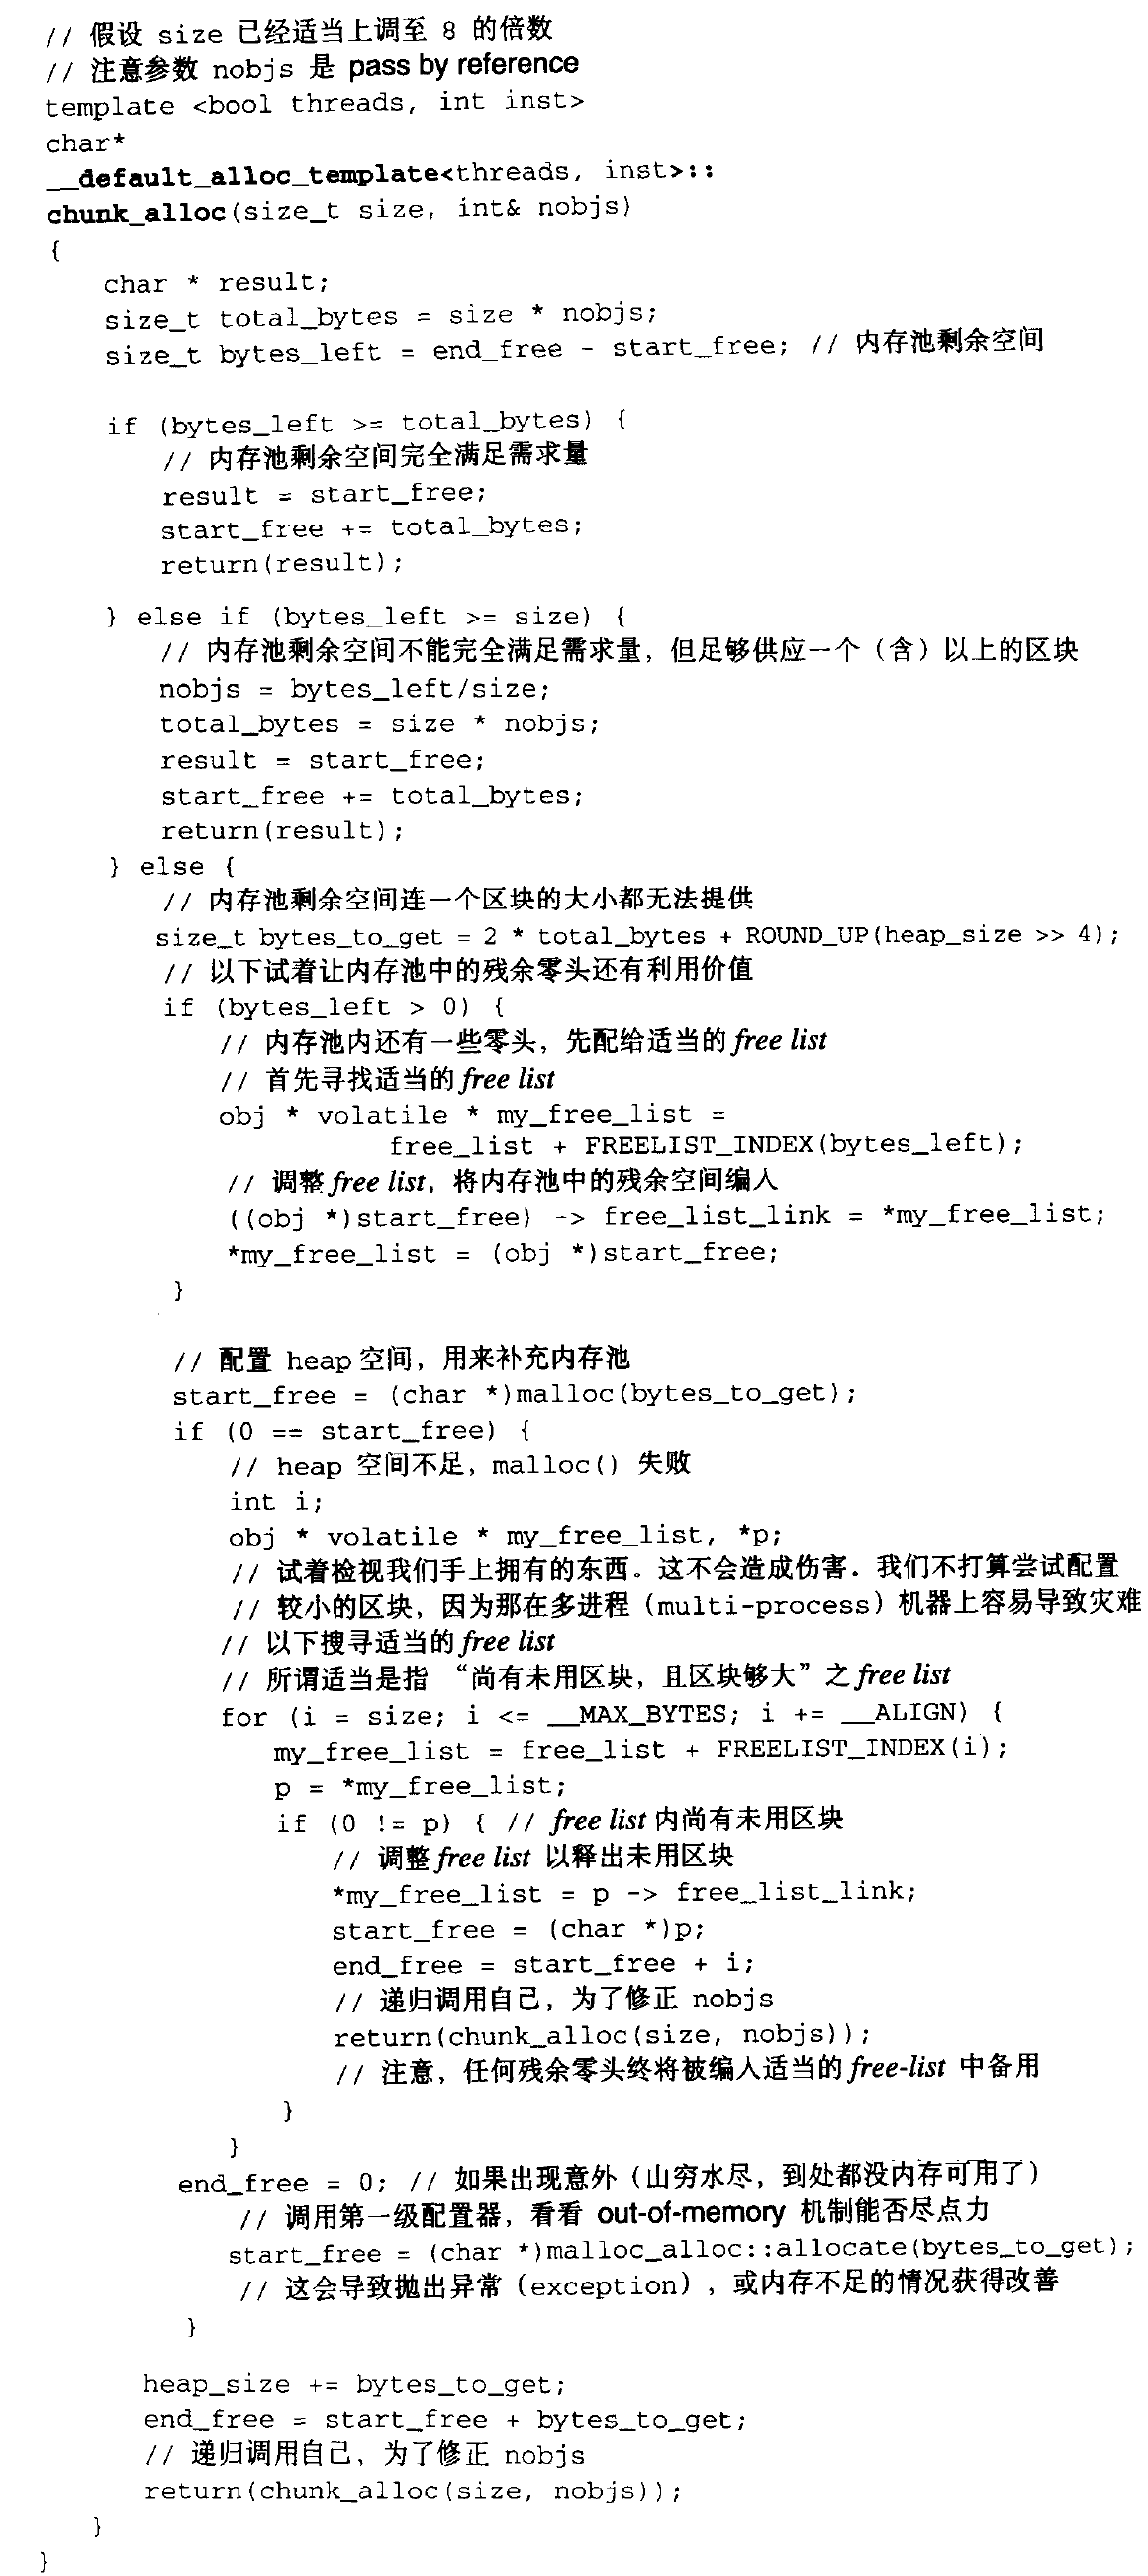 // 假设 size 已经适当上调至 8 的倍数
// 注意参数 nobjs 是 pass by reference
template <bool threads, int inst>
char*
__default_alloc_template<threads, inst>::
chunk_alloc(size_t size, int& nobjs)
{
    char * result;
    size_t total_bytes = size * nobjs;
    size_t bytes_left = end_free - start_free; // 内存池剩余空间

    if (bytes_left >= total_bytes) {
        // 内存池剩余空间完全满足需求量
        result = start_free;
        start_free += total_bytes;
        return(result);
    } else if (bytes_left >= size) {
        // 内存池剩余空间不能完全满足需求量，但足够供应一个（含）以上的区块
        nobjs = bytes_left/size;
        total_bytes = size * nobjs;
        result = start_free;
        start_free += total_bytes;
        return(result);
    } else {
        // 内存池剩余空间连一个区块的大小都无法提供
        size_t bytes_to_get = 2 * total_bytes + ROUND_UP(heap_size >> 4);
        // 以下试着让内存池中的残余零头还有利用价值
        if (bytes_left > 0) {
            // 内存池内还有一些零头，先配给适当的 free list
            // 首先寻找适当的 free list
            obj * volatile * my_free_list =
                        free_list + FREELIST_INDEX(bytes_left);
            // 调整 free list，将内存池中的残余空间编入
            ((obj *)start_free) -> free_list_link = *my_free_list;
            *my_free_list = (obj *)start_free;
        }

        // 配置 heap 空间，用来补充内存池
        start_free = (char *)malloc(bytes_to_get);
        if (0 == start_free) {
            // heap 空间不足，malloc() 失败
            int i;
            obj * volatile * my_free_list, *p;
            // 试着检视我们手上拥有的东西。这不会造成伤害。我们不打算尝试配置
            // 较小的区块，因为那在多进程（multi-process）机器上容易导致灾难
            // 以下搜寻适当的 free list
            // 所谓适当是指 “尚有未用区块，且区块够大”之 free list
            for (i = size; i <= __MAX_BYTES; i += __ALIGN) {
                my_free_list = free_list + FREELIST_INDEX(i);
                p = *my_free_list;
                if (0 != p) { // free list 内尚有未用区块
                    // 调整 free list 以释出未用区块
                    *my_free_list = p -> free_list_link;
                    start_free = (char *)p;
                    end_free = start_free + i;
                    // 递归调用自己，为了修正 nobjs
                    return(chunk_alloc(size, nobjs));
                    // 注意，任何残余零头终将被编入适当的 free-list 中备用
                }
            }
        end_free = 0; // 如果出现意外（山穷水尽，到处都没内存可用了）
            // 调用第一级配置器，看看 out-of-memory 机制能否尽点力
            start_free = (char *)malloc_alloc::allocate(bytes_to_get);
            // 这会导致抛出异常（exception）, 或内存不足的情况获得改善
        }

        heap_size += bytes_to_get;
        end_free = start_free + bytes_to_get;
        // 递归调用自己，为了修正 nobjs
        return(chunk_alloc(size, nobjs));
    }
}